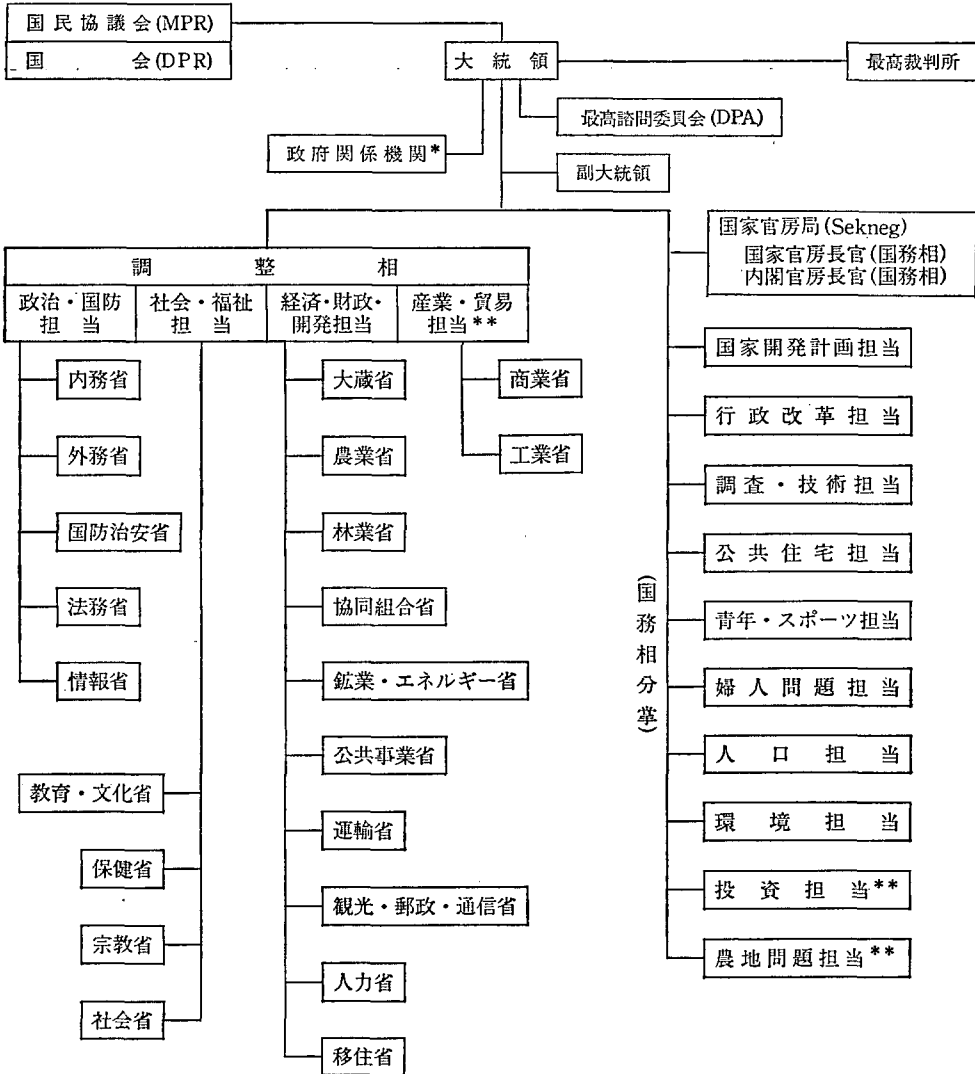 国民協議会(MPR)
国会(DPR)
大統領
最高裁判所
最高諮問委員会(DPA)
政府関係機関*
副大統領
国家官房局(Sekneg)
国家官房長官(国務相)
内閣官房長官(国務相)
調整相
政治・国防
担当
社会・福祉
担当
経済・財政・
開発担当
産業・貿易
担当**
内務省
外務省
国防治安省
法務省
情報省
教育・文化省
保健省
宗教省
社会省
大蔵省
農業省
林業省
協同組合省
鉱業・エネルギー省
公共事業省
運輸省
観光・郵政・通信省
人力省
移住省
商業省
工業省
(国務相分掌)
国家開発計画担当
行政改革担当
調査・技術担当
公共住宅担当
青年・スポーツ担当
婦人問題担当
人口担当
環境担当
投資担当**
農地問題担当**